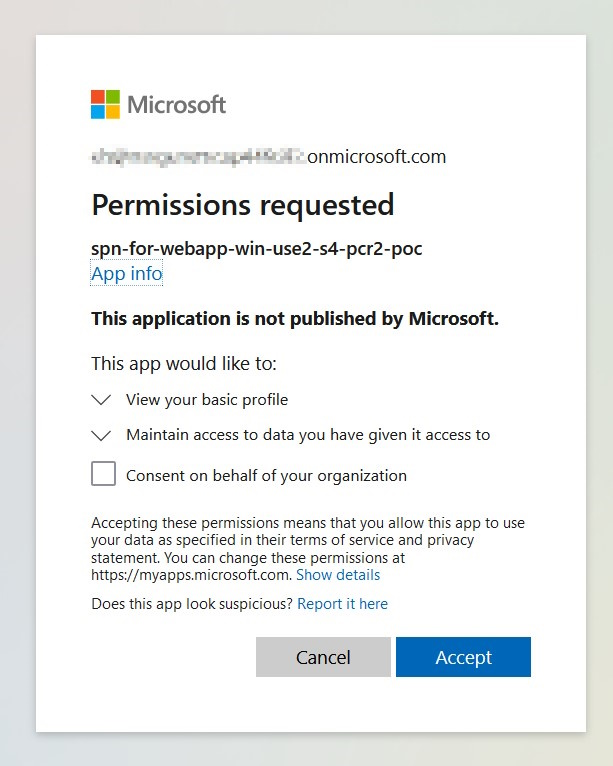 Microsoft
onmicrosoft.com
Permissions requested
spn-for-webapp-win-use2-s4-pcr2-poc
App info
This application is not published by Microsoft.
This app would like to:
View your basic profile
Maintain access to data you have given it access to
Consent on behalf of your organization
Accepting these permissions means that you allow this app to use
your data as specified in their terms of service and privacy
statement. You can change these permissions at
https://myapps.microsoft.com. Show details
Does this app look suspicious? Report it here
Cancel Accept